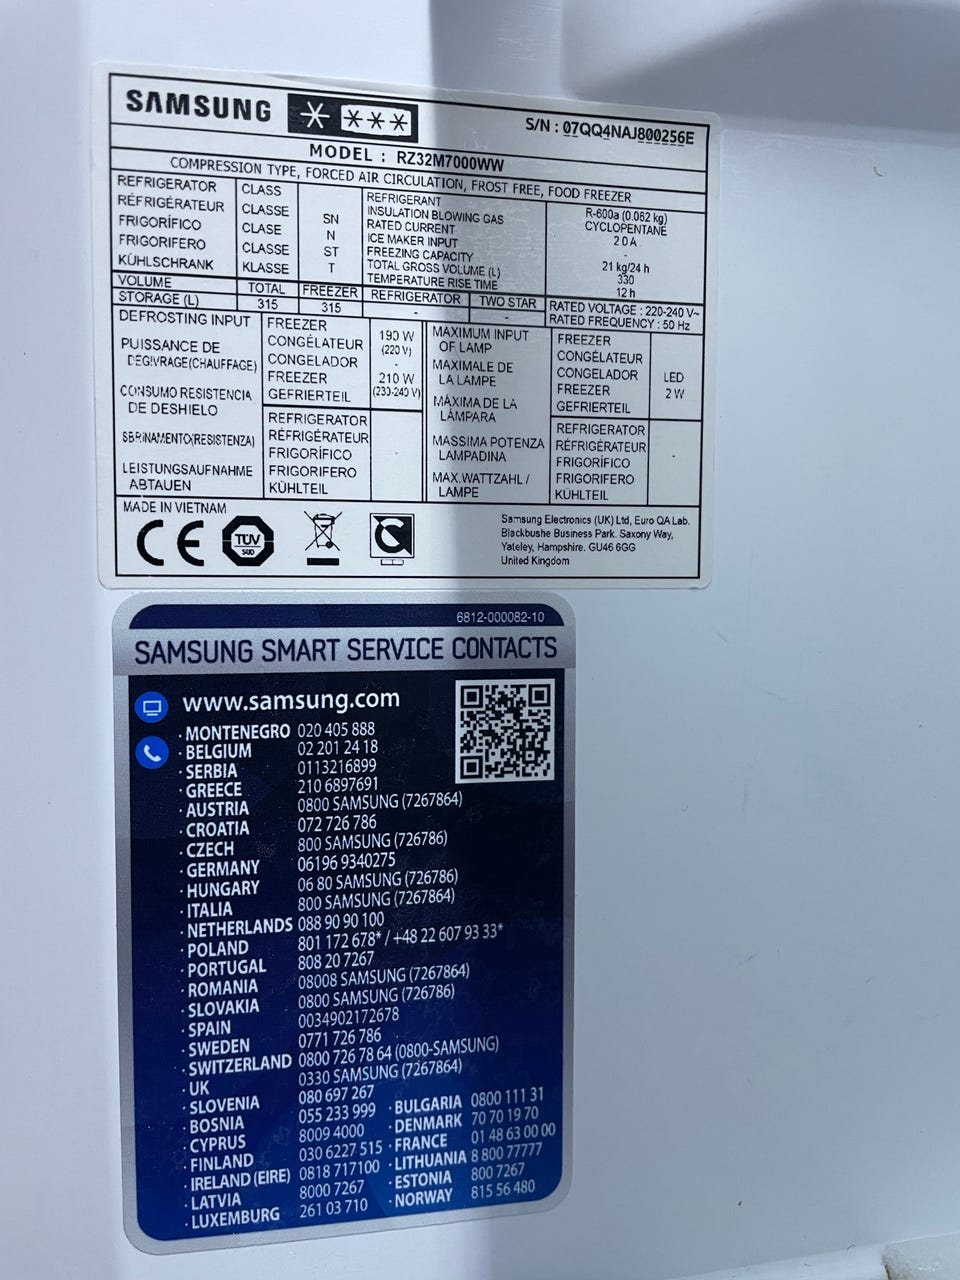 SAMSUNG
S/N : 07QQ4NAJ800256E
MODEL : RZ32M7000WW
COMPRESSION TYPE, FORCED AIR CIRCULATION, FROST FREE, FOOD FREEZER
REFRIGERATOR
RÉFRIGÉRATEUR
FRIGORÍFICO
FRIGORIFERO
KÜHLSCHRANK
CLASS
CLASSE
CLASE
CLASSE
KLASSE
SN
N
ST
T
REFRIGERANT
INSULATION BLOWING GAS
RATED CURRENT
ICE MAKER INPUT
FREEZING CAPACITY
TOTAL GROSS VOLUME (L)
TEMPERATURE RISE TIME
R-600a (0.062 kg)
CYCLOPENTANE
2.0 A
-
21 kg/24 h
330
12 h
VOLUME
STORAGE (L)
TOTAL
315
FREEZER
315
REFRIGERATOR
-
TWO STAR
-
RATED VOLTAGE : 220-240 V~
RATED FREQUENCY : 50 Hz
DEFROSTING INPUT
PUISSANCE DE
DÉGIVRAGE(CHAUFFAGE)
CONSUMO RESISTENCIA
DE DESHIELO
SBRINAMENTO(RESISTENZA)
LEISTUNGSAUFNAHME
ABTAUEN
FREEZER
CONGÉLATEUR
CONGELADOR
FREEZER
GEFRIERTEIL
190 W
(220 V)
-
210 W
(230-240 V)
REFRIGERATOR
RÉFRIGÉRATEUR
FRIGORÍFICO
FRIGORIFERO
KÜHLTEIL
-
MAXIMUM INPUT
OF LAMP
MAXIMALE DE
LA LAMPE
MÁXIMA DE LA
LÁMPARA
MASSIMA POTENZA
LAMPADINA
MAX.WATTZAHL /
LAMPE
FREEZER
CONGÉLATEUR
CONGELADOR
FREEZER
GEFRIERTEIL
LED
2 W
REFRIGERATOR
RÉFRIGÉRATEUR
FRIGORÍFICO
FRIGORIFERO
KÜHLTEIL
-
MADE IN VIETNAM
CE
TÜV
SÜD
Samsung Electronics (UK) Ltd, Euro QA Lab.
Blackbushe Business Park. Saxony Way,
Yateley, Hampshire. GU46 6GG
United Kingdom
6812-000082-10
SAMSUNG SMART SERVICE CONTACTS
www.samsung.com
· MONTENEGRO 020 405 888
· BELGIUM 02 201 24 18
· SERBIA 0113216899
· GREECE 210 6897691
· AUSTRIA 0800 SAMSUNG (7267864)
· CROATIA 072 726 786
· CZECH 800 SAMSUNG (726786)
· GERMANY 06196 9340275
· HUNGARY 06 80 SAMSUNG (726786)
· ITALIA 800 SAMSUNG (7267864)
· NETHERLANDS 088 90 90 100
· POLAND 801 172 678* / +48 22 607 93 33*
· PORTUGAL 808 20 7267
· ROMANIA 08008 SAMSUNG (7267864)
· SLOVAKIA 0800 SAMSUNG (726786)
· SPAIN 0034902172678
· SWEDEN 0771 726 786
· SWITZERLAND 0800 726 78 64 (0800-SAMSUNG)
· UK 0330 SAMSUNG (7267864)
· SLOVENIA 080 697 267
· BOSNIA 055 233 999
· CYPRUS 8009 4000
· FINLAND 030 6227 515
· IRELAND (EIRE) 0818 717100
· LATVIA 8000 7267
· LUXEMBURG 261 03 710
· BULGARIA 0800 111 31
· DENMARK 70 70 19 70
· FRANCE 01 48 63 00 00
· LITHUANIA 8 800 77777
· ESTONIA 800 7267
· NORWAY 815 56 480